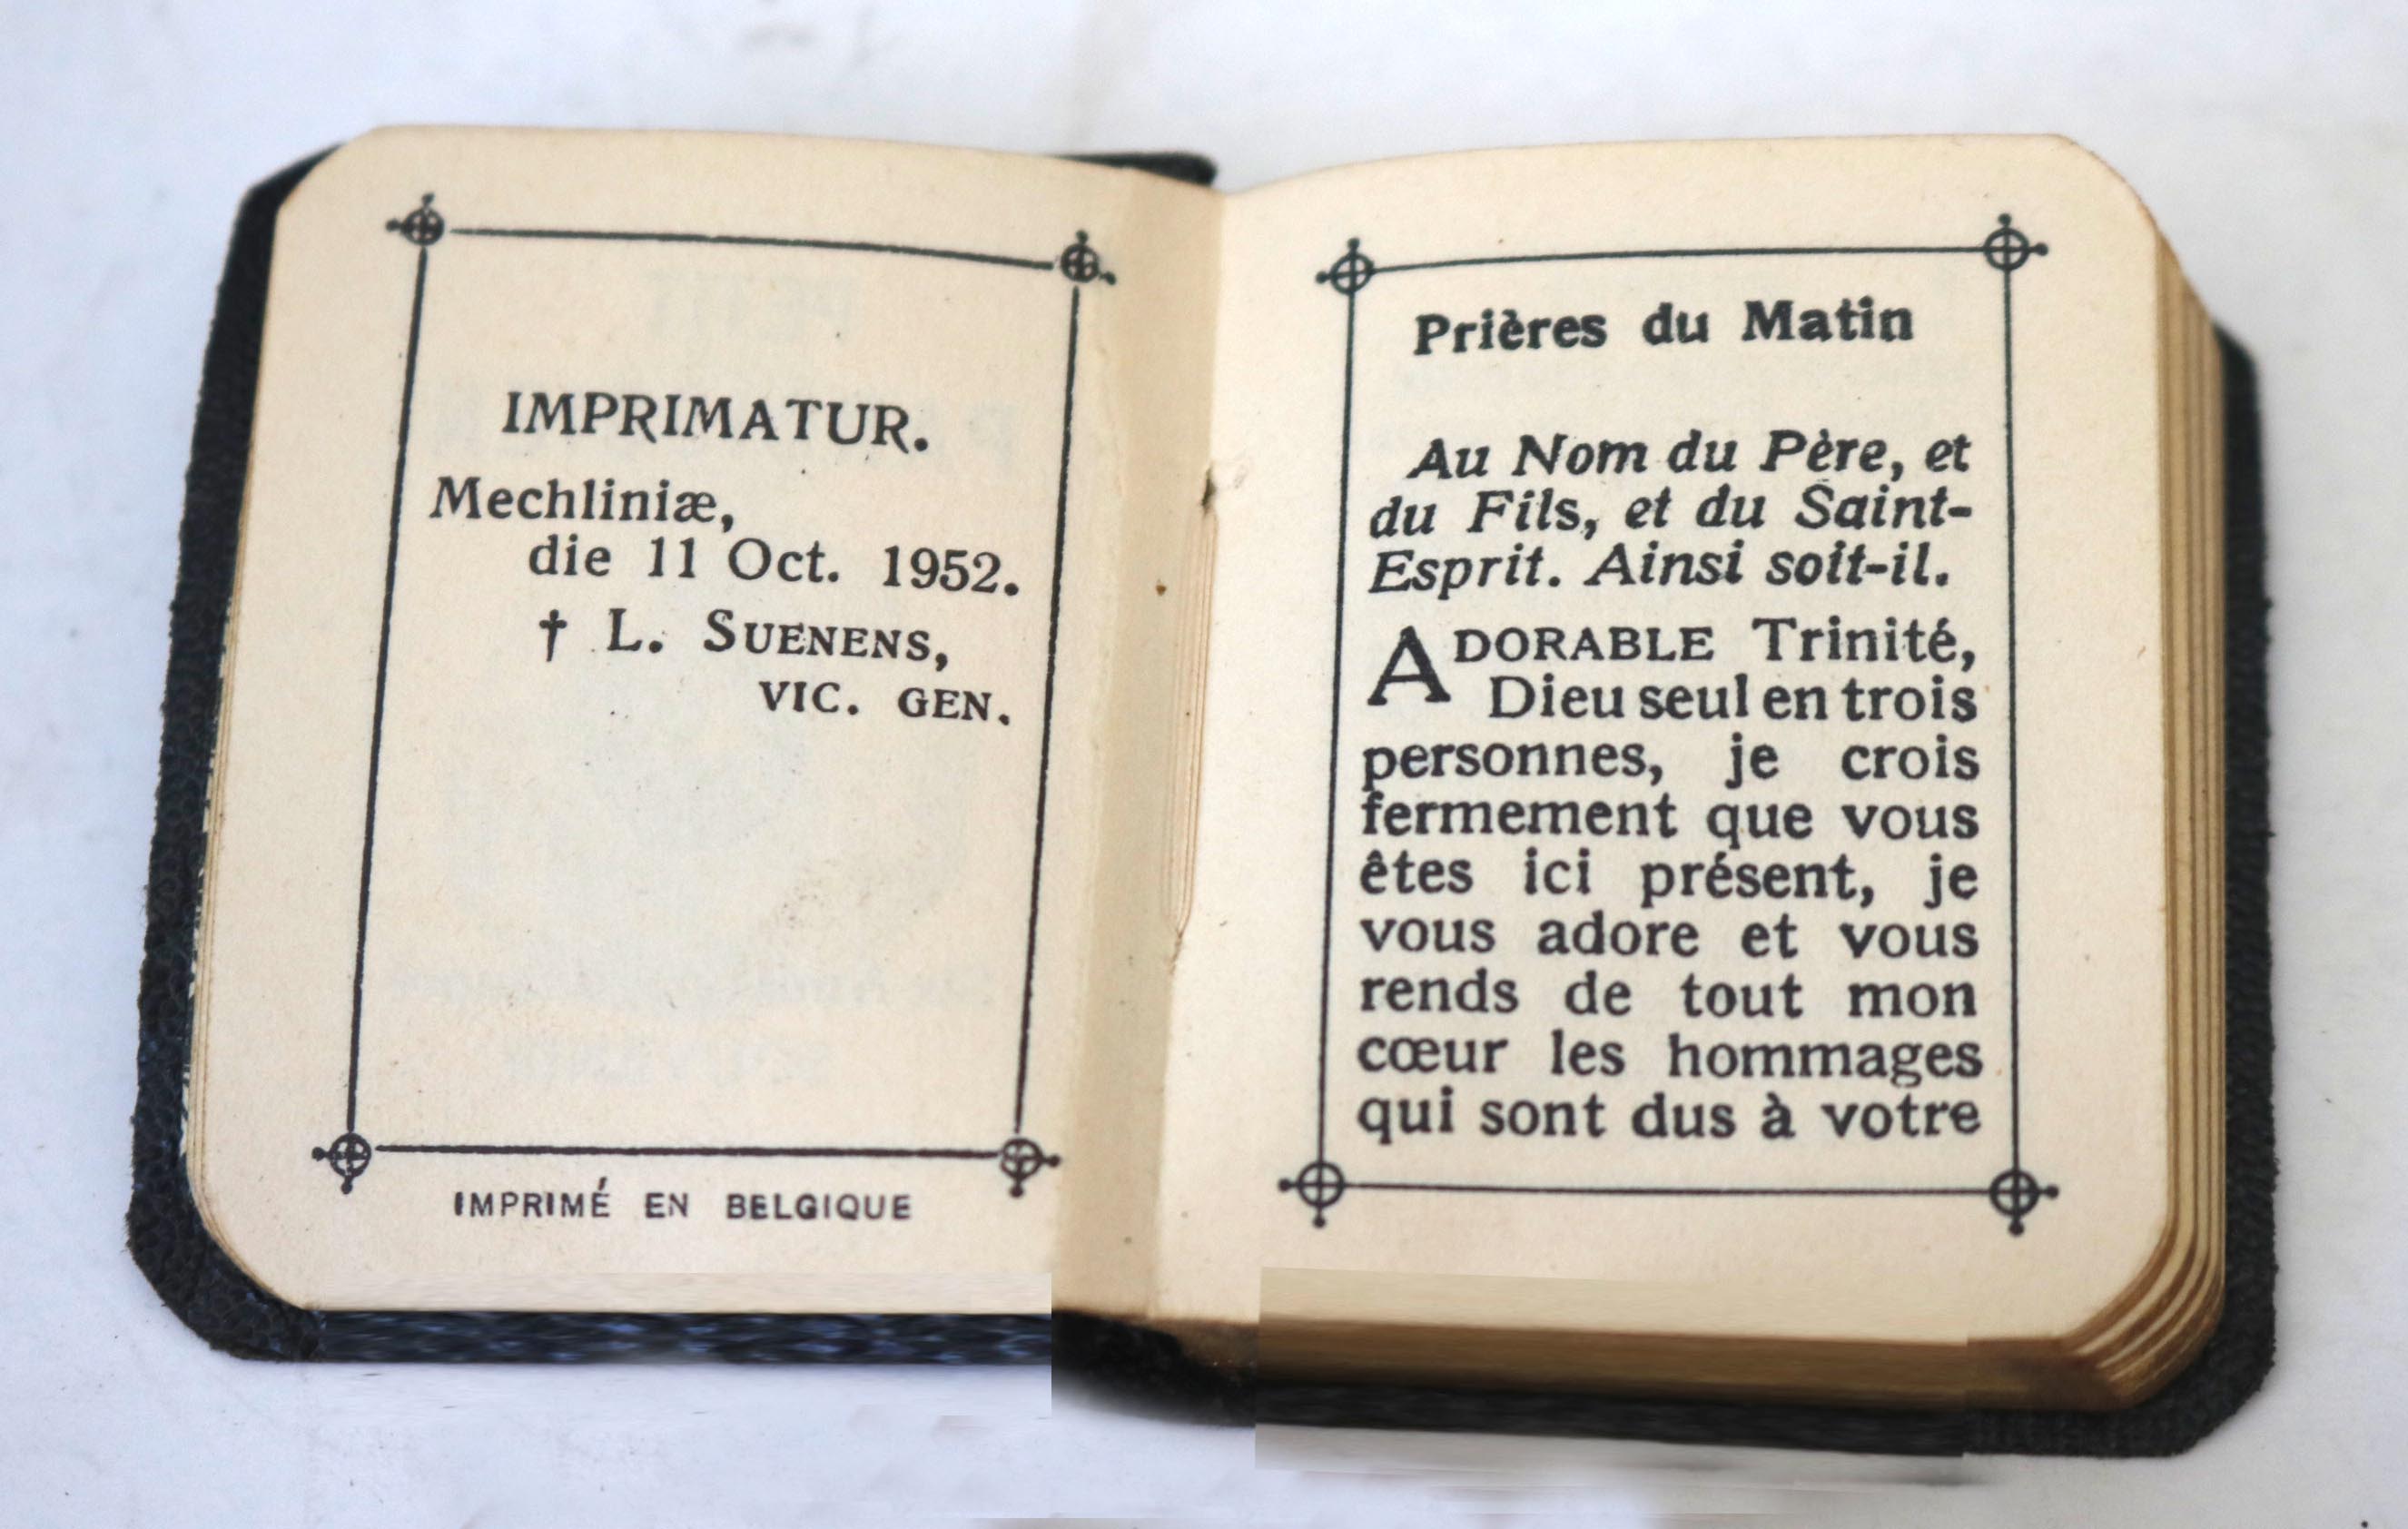 IMPRIMATUR.
Mechliniæ,
die 11 Oct. 1952.
† L. SUENENS,
VIC. GEN.
IMPRIMÉ EN BELGIQUE
Prières du Matin
Au Nom du Père, et
du Fils, et du Saint-
Esprit. Ainsi soit-il.
ADORABLE Trinité,
Dieu seul en trois
personnes, je crois
fermement que vous
êtes ici présent, je
vous adore et vous
rends de tout mon
cœur les hommages
qui sont dus à votre